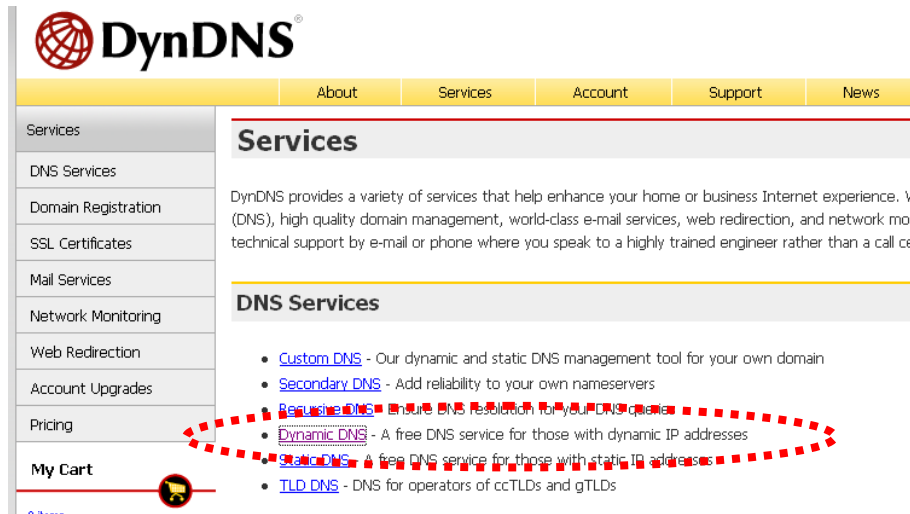 DynDNS®
About Services Account Support News
Services
DNS Services
Domain Registration
SSL Certificates
Mail Services
Network Monitoring
Web Redirection
Account Upgrades
Pricing
My Cart
Services
DynDNS provides a variety of services that help enhance your home or business Internet experience.
(DNS), high quality domain management, world-class e-mail services, web redirection, and network mo
technical support by e-mail or phone where you speak to a highly trained engineer rather than a call ce
DNS Services
• Custom DNS - Our dynamic and static DNS management tool for your own domain
• Secondary DNS - Add reliability to your own nameservers
• Recursive DNS - Ensure DNS resolution for your DNS queries
• Dynamic DNS - A free DNS service for those with dynamic IP addresses
• Static DNS - A free DNS service for those with static IP addresses
• TLD DNS - DNS for operators of ccTLDs and gTLDs